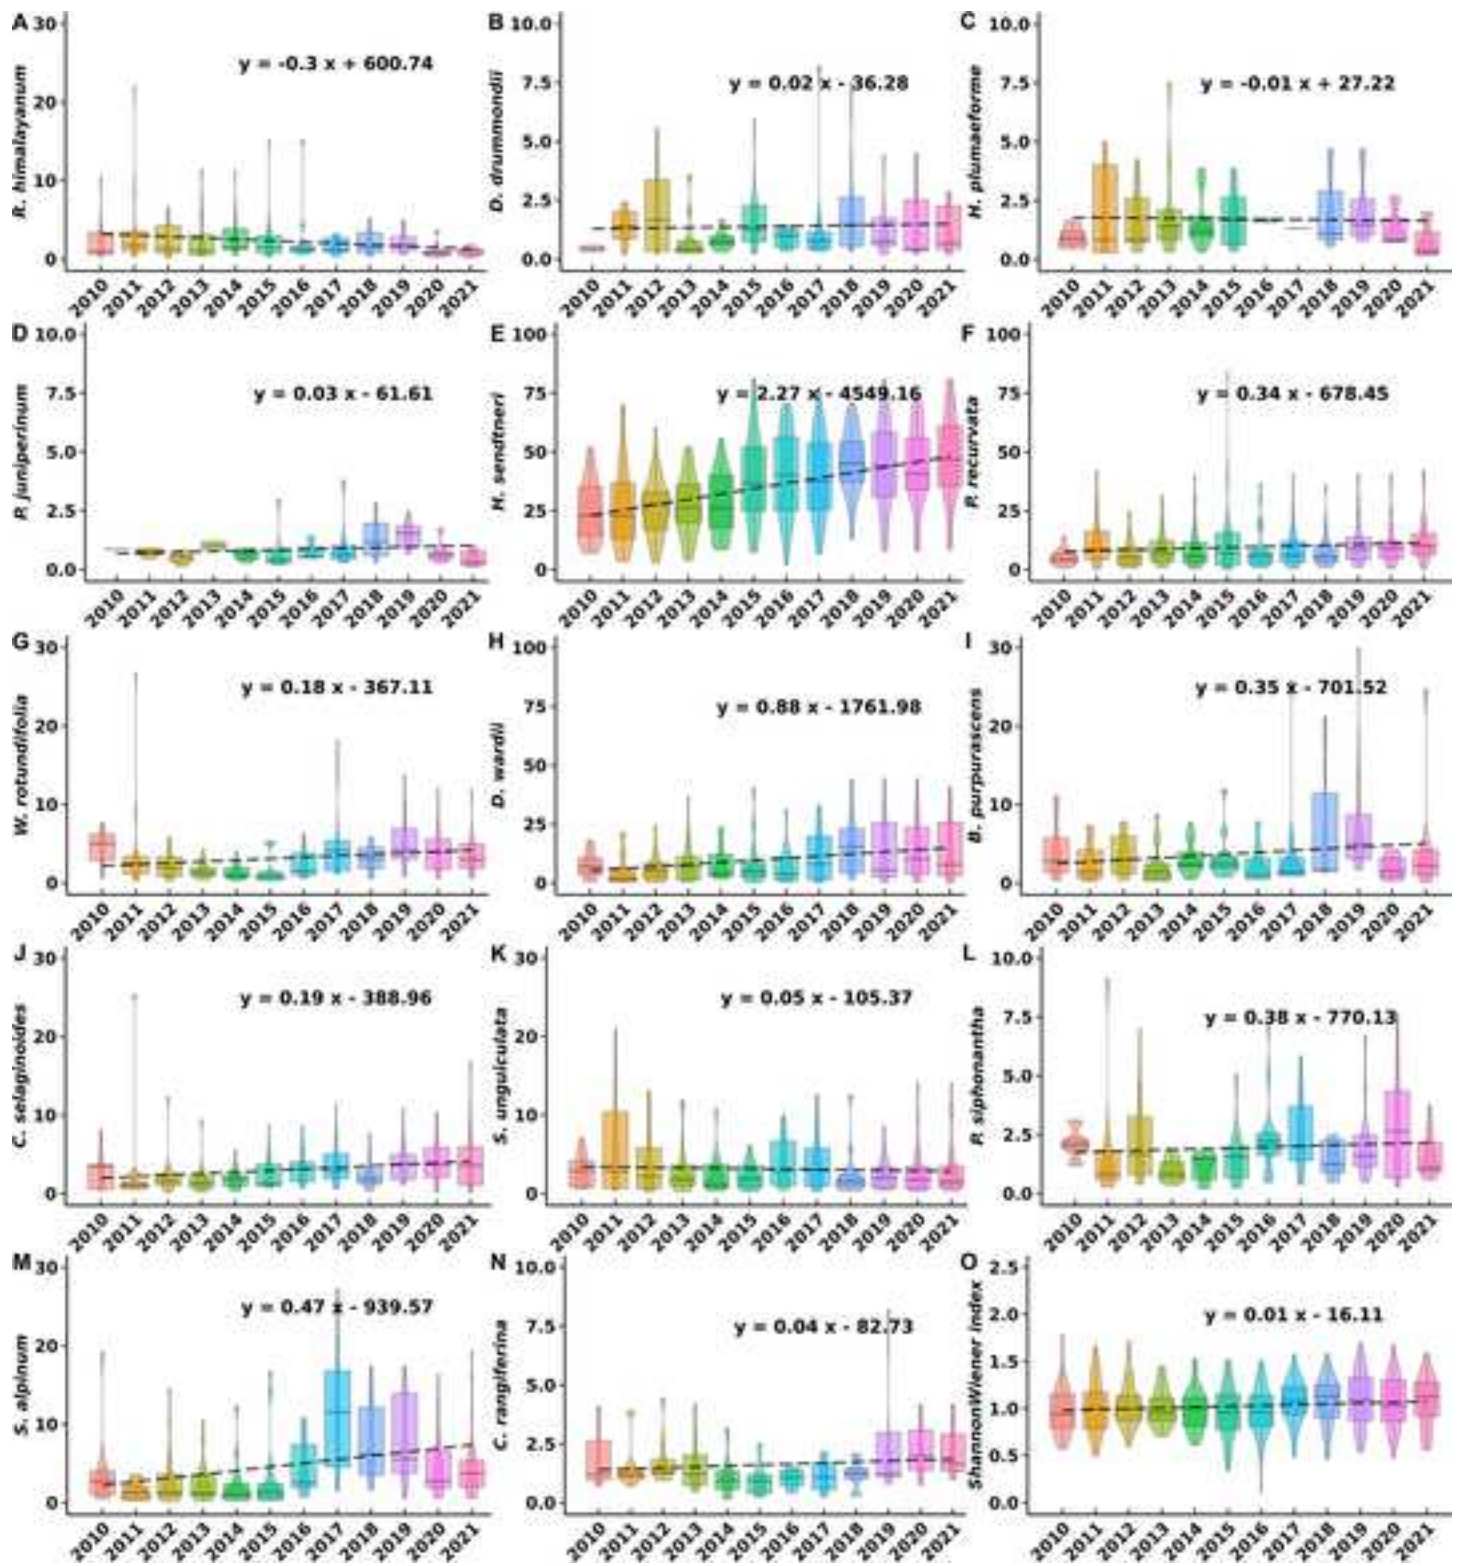 A
30
20
10
0
R. himalayanum
y = -0.3 x + 600.74
2010 2011 2012 2013 2014 2015 2016 2017 2018 2019 2020 2021
B
10.0
7.5
5.0
2.5
0.0
D. drummondii
y = 0.02 x - 36.28
2010 2011 2012 2013 2014 2015 2016 2017 2018 2019 2020 2021
C
10.0
7.5
5.0
2.5
0.0
H. plumaeforme
y = -0.01 x + 27.22
2010 2011 2012 2013 2014 2015 2016 2017 2018 2019 2020 2021
D
10.0
7.5
5.0
2.5
0.0
P. juniperinum
y = 0.03 x - 61.61
2010 2011 2012 2013 2014 2015 2016 2017 2018 2019 2020 2021
E
100
75
50
25
0
H. sendtneri
y = 2.27 x - 4549.16
2010 2011 2012 2013 2014 2015 2016 2017 2018 2019 2020 2021
F
100
75
50
25
0
P. recurvata
y = 0.34 x - 678.45
2010 2011 2012 2013 2014 2015 2016 2017 2018 2019 2020 2021
G
30
20
10
0
W. rotundifolia
y = 0.18 x - 367.11
2010 2011 2012 2013 2014 2015 2016 2017 2018 2019 2020 2021
H
100
75
50
25
0
D. wardii
y = 0.88 x - 1761.98
2010 2011 2012 2013 2014 2015 2016 2017 2018 2019 2020 2021
I
30
20
10
0
B. purpurascens
y = 0.35 x - 701.52
2010 2011 2012 2013 2014 2015 2016 2017 2018 2019 2020 2021
J
30
20
10
0
C. selaginoides
y = 0.19 x - 388.96
2010 2011 2012 2013 2014 2015 2016 2017 2018 2019 2020 2021
K
30
20
10
0
S. unguiculata
y = 0.05 x - 105.37
2010 2011 2012 2013 2014 2015 2016 2017 2018 2019 2020 2021
L
10.0
7.5
5.0
2.5
0.0
P. siphonantha
y = 0.38 x - 770.13
2010 2011 2012 2013 2014 2015 2016 2017 2018 2019 2020 2021
M
30
20
10
0
S. alpinum
y = 0.47 x - 939.57
2010 2011 2012 2013 2014 2015 2016 2017 2018 2019 2020 2021
N
10.0
7.5
5.0
2.5
0.0
C. rangiferina
y = 0.04 x - 82.73
2010 2011 2012 2013 2014 2015 2016 2017 2018 2019 2020 2021
O
2.5
2.0
1.5
1.0
0.5
0.0
ShannonWiener index
y = 0.01 x - 16.11
2010 2011 2012 2013 2014 2015 2016 2017 2018 2019 2020 2021